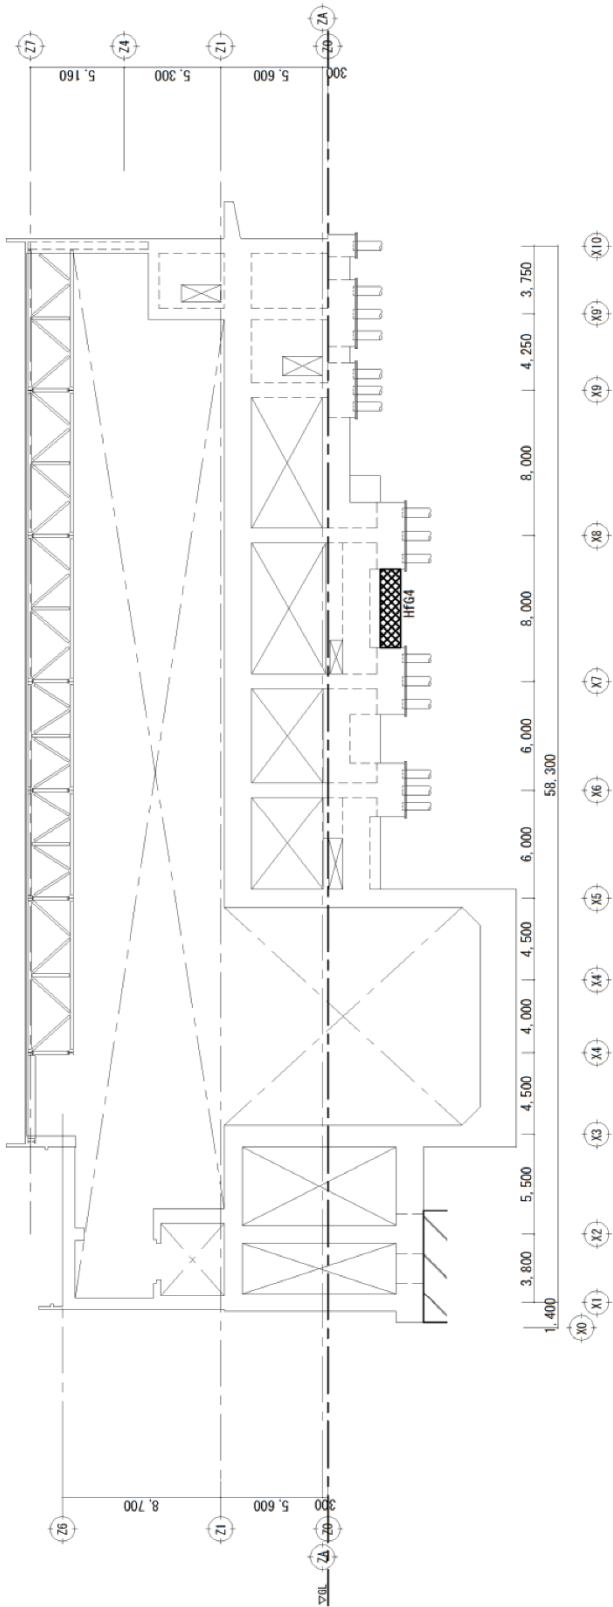 Z7
Z4
Z1
ZA
Z0
5,160
5,300
5,600
300
X10
3,750
X9'
4,250
X9
8,000
X8
8,000
HfG4
X7
6,000
58,300
X6
6,000
X5
4,500
X4'
4,000
X4
4,500
X3
5,500
X2
3,800
X1
1,400
X0
8,700
5,600
300
Z6
Z1
Z0
ZA
▽GL